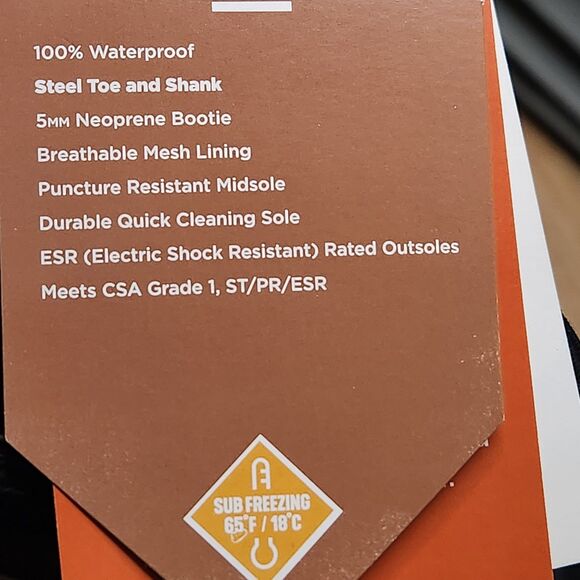 100% Waterproof
Steel Toe and Shank
5MM Neoprene Bootie
Breathable Mesh Lining
Puncture Resistant Midsole
Durable Quick Cleaning Sole
ESR (Electric Shock Resistant) Rated Outsoles
Meets CSA Grade 1, ST/PR/ESR
SUB FREEZING
65°F / 18°C